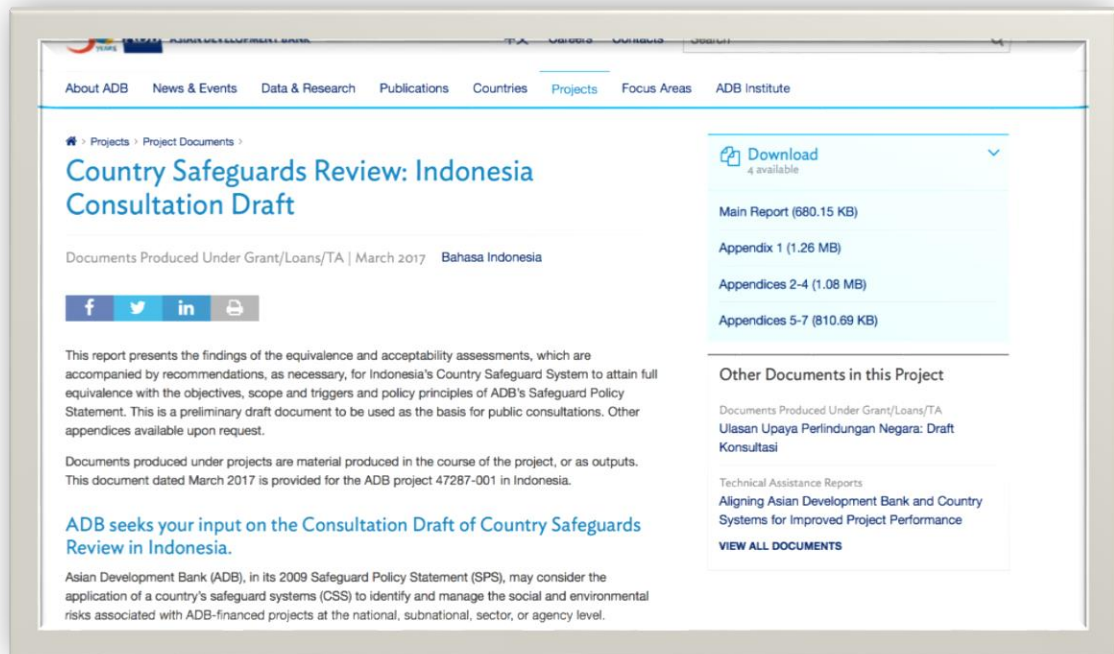 YEARS
ASIAN DEVELOPMENT BANK
中文 Careers Contacts Search
About ADB News & Events Data & Research Publications Countries Projects Focus Areas ADB Institute
> Projects > Project Documents >
Country Safeguards Review: Indonesia
Consultation Draft
Documents Produced Under Grant/Loans/TA | March 2017 Bahasa Indonesia
f in
This report presents the findings of the equivalence and acceptability assessments, which are
accompanied by recommendations, as necessary, for Indonesia's Country Safeguard System to attain full
equivalence with the objectives, scope and triggers and policy principles of ADB's Safeguard Policy
Statement. This is a preliminary draft document to be used as the basis for public consultations. Other
appendices available upon request.
Documents produced under projects are material produced in the course of the project, or as outputs.
This document dated March 2017 is provided for the ADB project 47287-001 in Indonesia.
ADB seeks your input on the Consultation Draft of Country Safeguards
Review in Indonesia.
Asian Development Bank (ADB), in its 2009 Safeguard Policy Statement (SPS), may consider the
application of a country's safeguard systems (CSS) to identify and manage the social and environmental
risks associated with ADB-financed projects at the national, subnational, sector, or agency level.
Download
4 available
Main Report (680.15 KB)
Appendix 1 (1.26 MB)
Appendices 2-4 (1.08 MB)
Appendices 5-7 (810.69 KB)
Other Documents in this Project
Documents Produced Under Grant/Loans/TA
Ulasan Upaya Perlindungan Negara: Draft
Konsultasi
Technical Assistance Reports
Aligning Asian Development Bank and Country
Systems for Improved Project Performance
VIEW ALL DOCUMENTS